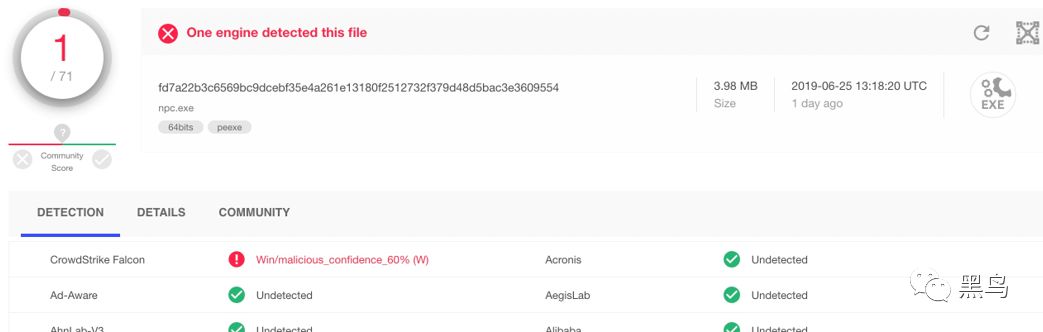 1
/ 71
?
Community
Score
One engine detected this file
fd7a22b3c6569bc9dcebf35e4a261e13180f2512732f379d48d5bac3e3609554
npc.exe
64bits peexe
3.98 MB
Size
2019-06-25 13:18:20 UTC
1 day ago
EXE
DETECTION DETAILS COMMUNITY
CrowdStrike Falcon Win/malicious_confidence_60% (W) Acronis Undetected
Ad-Aware Undetected AegisLab Undetected
AhnLab-V3 Undetected Alibaba Undetected
黑鸟